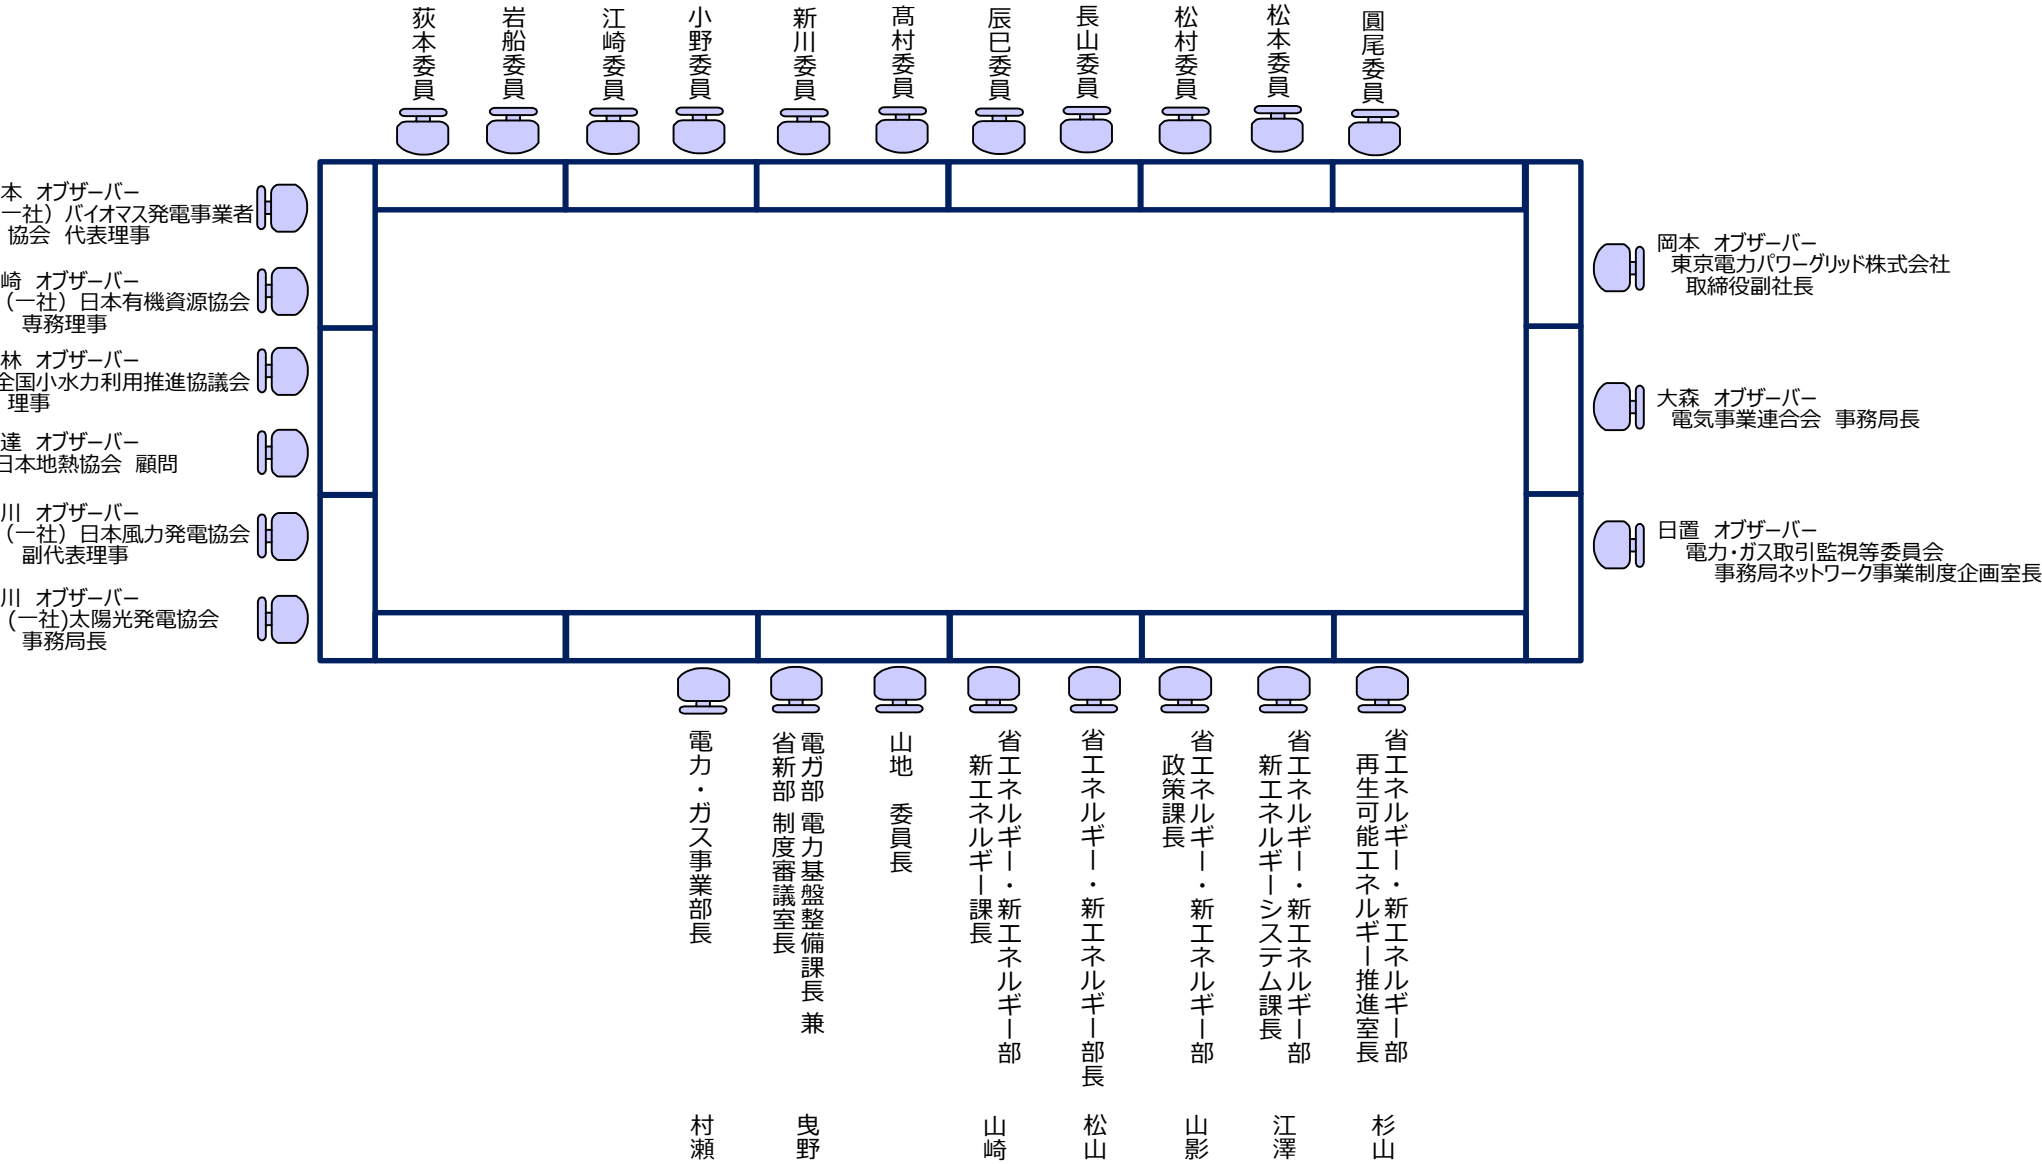 荻本委員
岩船委員
江崎委員
小野委員
新川委員
髙村委員
辰巳委員
長山委員
松村委員
松本委員
圓尾委員
本 オブザーバー
一社）バイオマス発電事業者
協会 代表理事
崎 オブザーバー
（一社）日本有機資源協会
専務理事
林 オブザーバー
全国小水力利用推進協議会
理事
達 オブザーバー
日本地熱協会 顧問
川 オブザーバー
（一社）日本風力発電協会
副代表理事
川 オブザーバー
(一社)太陽光発電協会
事務局長
岡本 オブザーバー
東京電力パワーグリッド株式会社
取締役副社長
大森 オブザーバー
電気事業連合会 事務局長
日置 オブザーバー
電力・ガス取引監視等委員会
事務局ネットワーク事業制度企画室長
電力・ガス事業部長
村瀬
電ガ部 電力基盤整備課長 兼
省新部 制度審議室長
曳野
山地 委員長
省エネルギー・新エネルギー部
新エネルギー課長
山崎
省エネルギー・新エネルギー部長
松山
省エネルギー・新エネルギー部
政策課長
山影
省エネルギー・新エネルギー部
新エネルギーシステム課長
江澤
省エネルギー・新エネルギー部
再生可能エネルギー推進室長
杉山